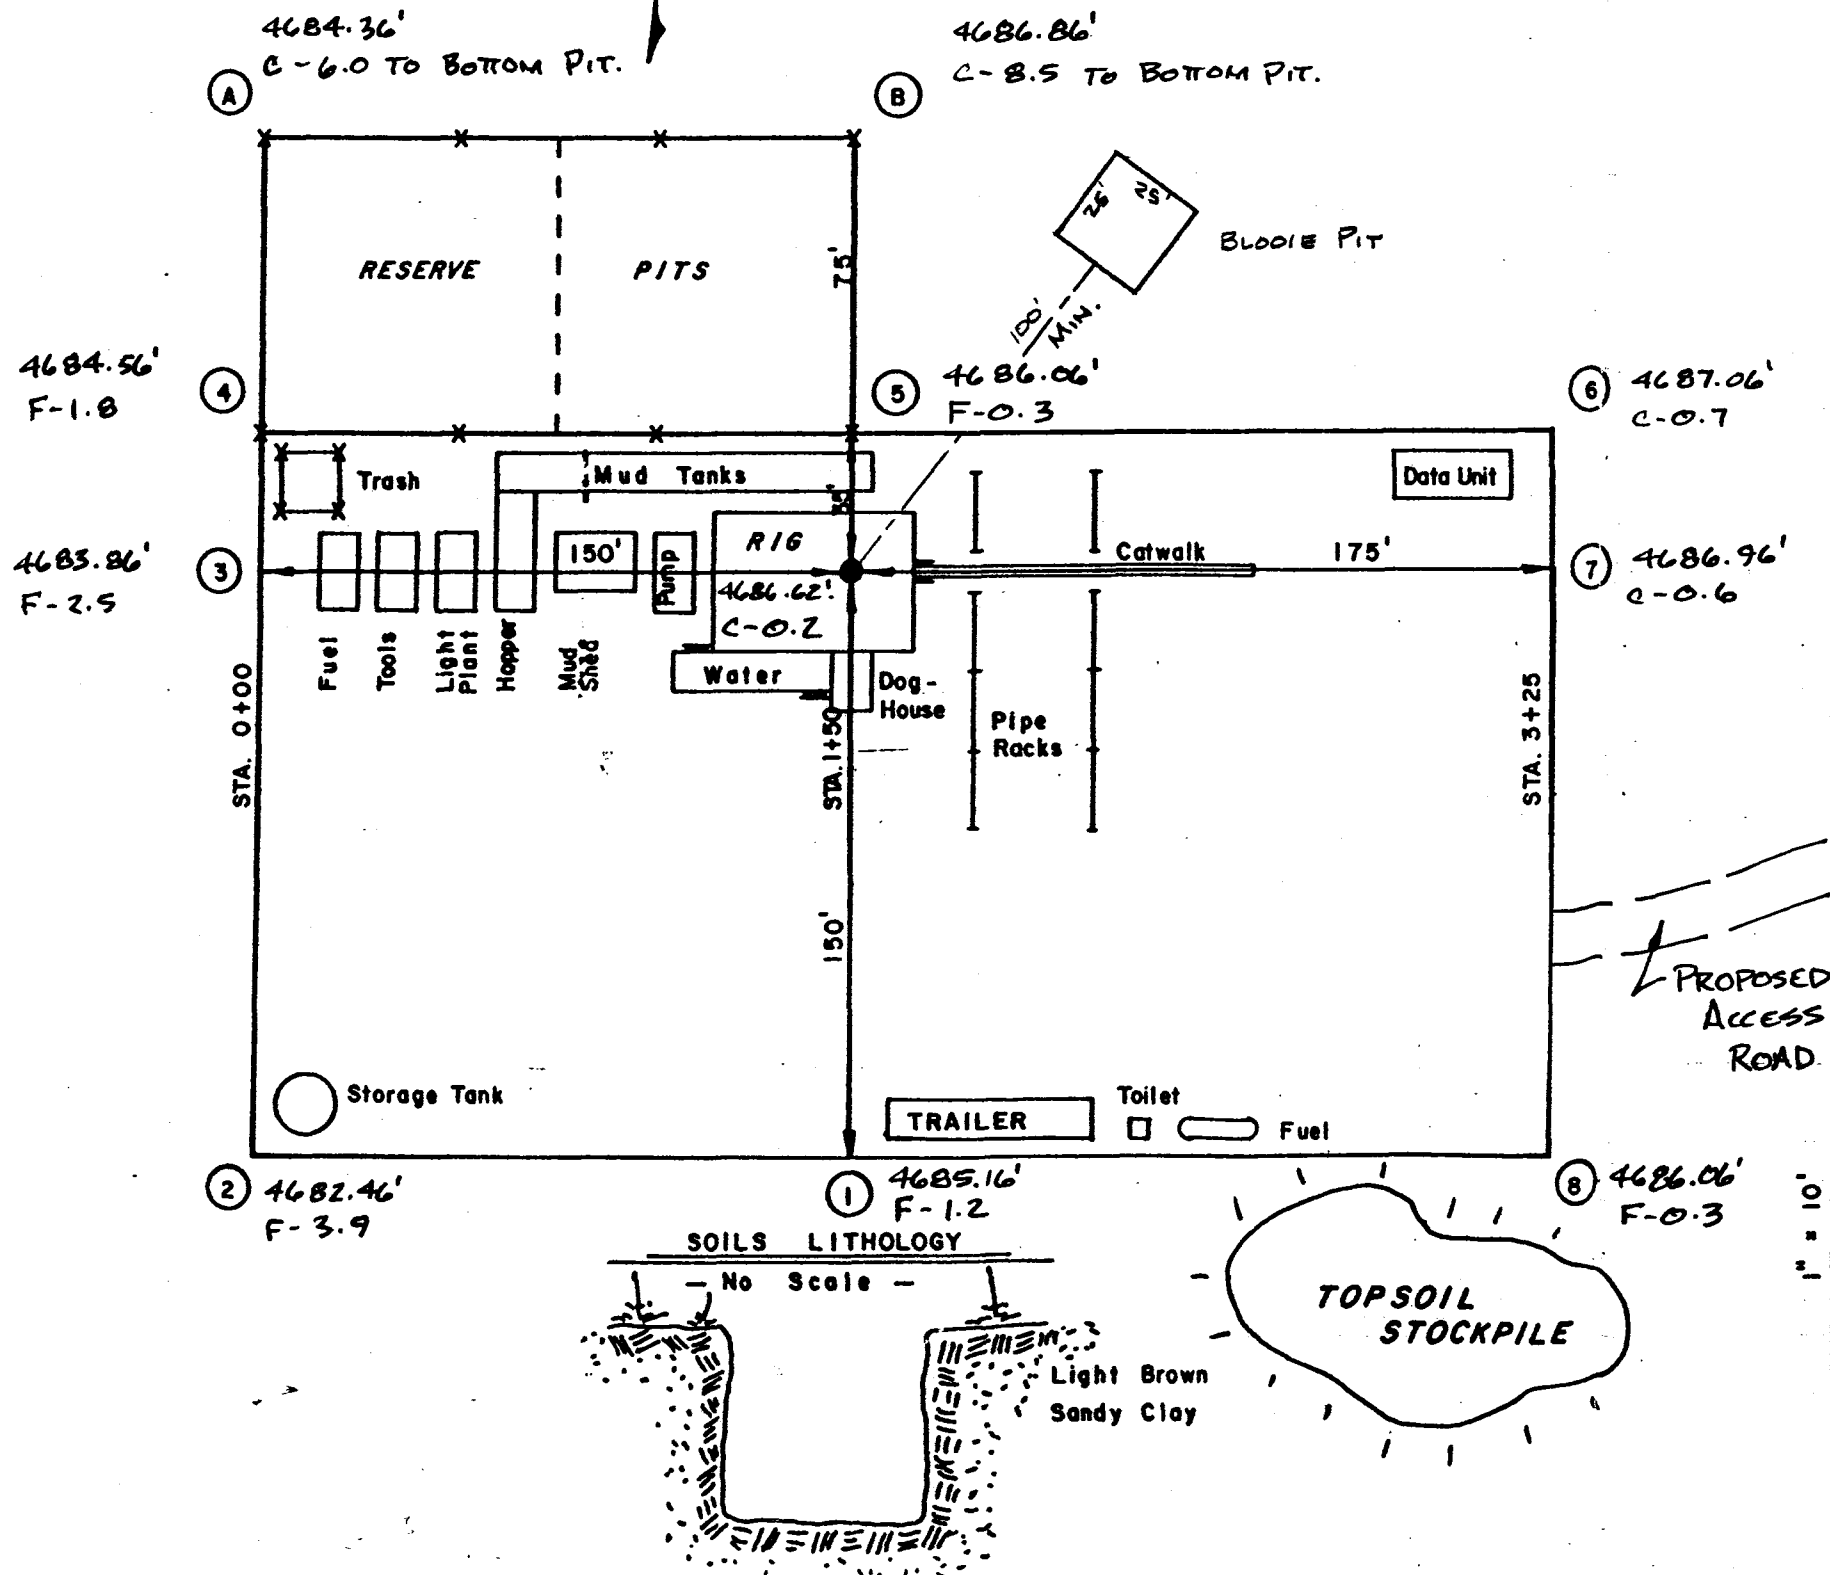 4684.36'
C-6.0 TO BOTTOM PIT.
A
4686.86'
C-8.5 TO BOTTOM PIT.
B
RESERVE PITS
75'
25'
25'
BLOOIE PIT
100'
MIN.
4684.56'
F-1.8
4
5
4686.06'
F-0.3
6
4687.06'
C-0.7
Trash
Mud Tanks
35'
Data Unit
4683.86'
F-2.5
3
150'
Pump
RIG
4686.62'
C-0.2
Catwalk
175'
7
4686.96'
C-0.6
Fuel
Tools
Light
Plant
Hopper
Mud
Shed
Water
Dog-
House
Pipe
Racks
STA. 0+00
STA. 1+50
STA. 3+25
150'
PROPOSED
ACCESS
ROAD
Storage Tank
TRAILER
Toilet
Fuel
2
4682.46'
F-3.9
1
4685.16'
F-1.2
8
4686.06'
F-0.3
1" = 10'
SOILS LITHOLOGY
- No Scale -
Light Brown
Sandy Clay
TOPSOIL
STOCKPILE